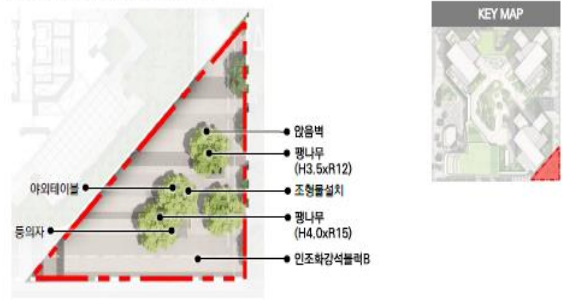 KEY MAP
앉음벽
팽나무
(H3.5xR12)
야외테이블
조형물설치
팽나무
(H4.0xR15)
등의자
인조화강석블럭B